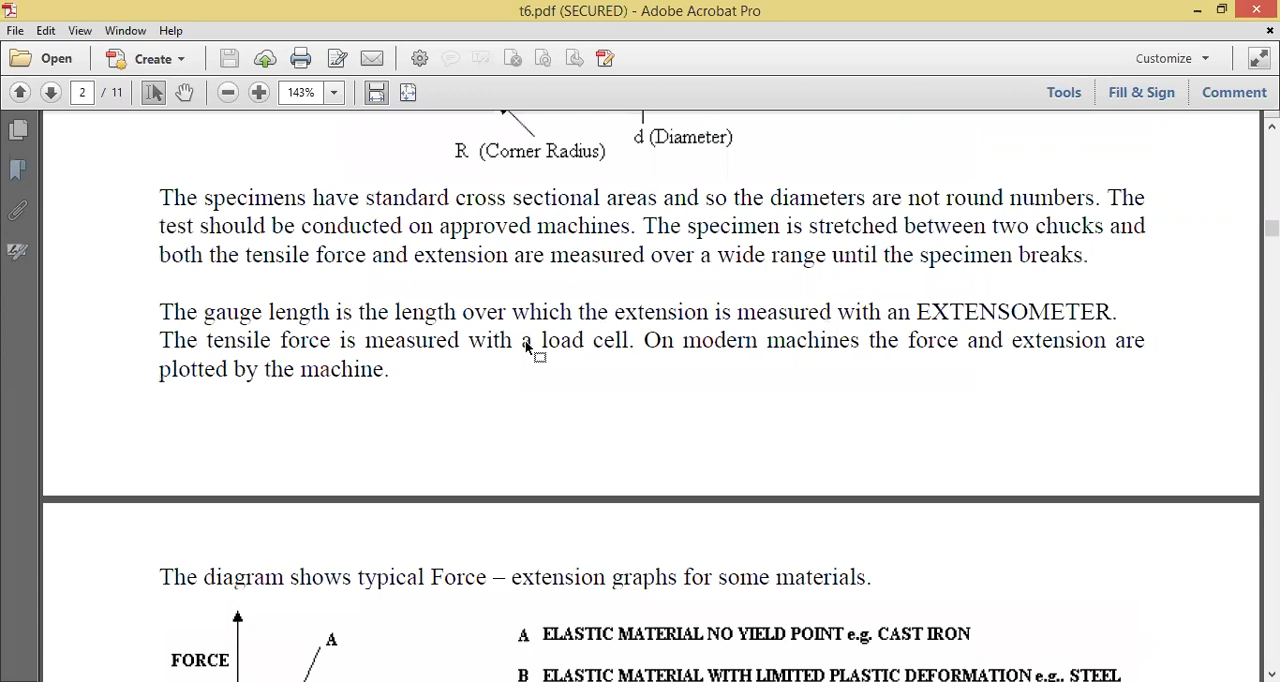 t6.pdf (SECURED) - Adobe Acrobat Pro
File Edit View Window Help
Open Create Customize
2 / 11 143% Tools Fill & Sign Comment
d (Diameter)
R (Corner Radius)
The specimens have standard cross sectional areas and so the diameters are not round numbers. The
test should be conducted on approved machines. The specimen is stretched between two chucks and
both the tensile force and extension are measured over a wide range until the specimen breaks.
The gauge length is the length over which the extension is measured with an EXTENSOMETER.
The tensile force is measured with a load cell. On modern machines the force and extension are
plotted by the machine.
The diagram shows typical Force – extension graphs for some materials.
A
FORCE
A ELASTIC MATERIAL NO YIELD POINT e.g. CAST IRON
B ELASTIC MATERIAL WITH LIMITED PLASTIC DEFORMATION e.g., STEEL